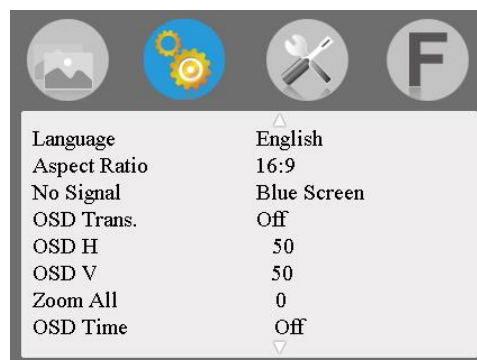 F
Language English
Aspect Ratio 16:9
No Signal Blue Screen
OSD Trans. Off
OSD H 50
OSD V 50
Zoom All 0
OSD Time Off